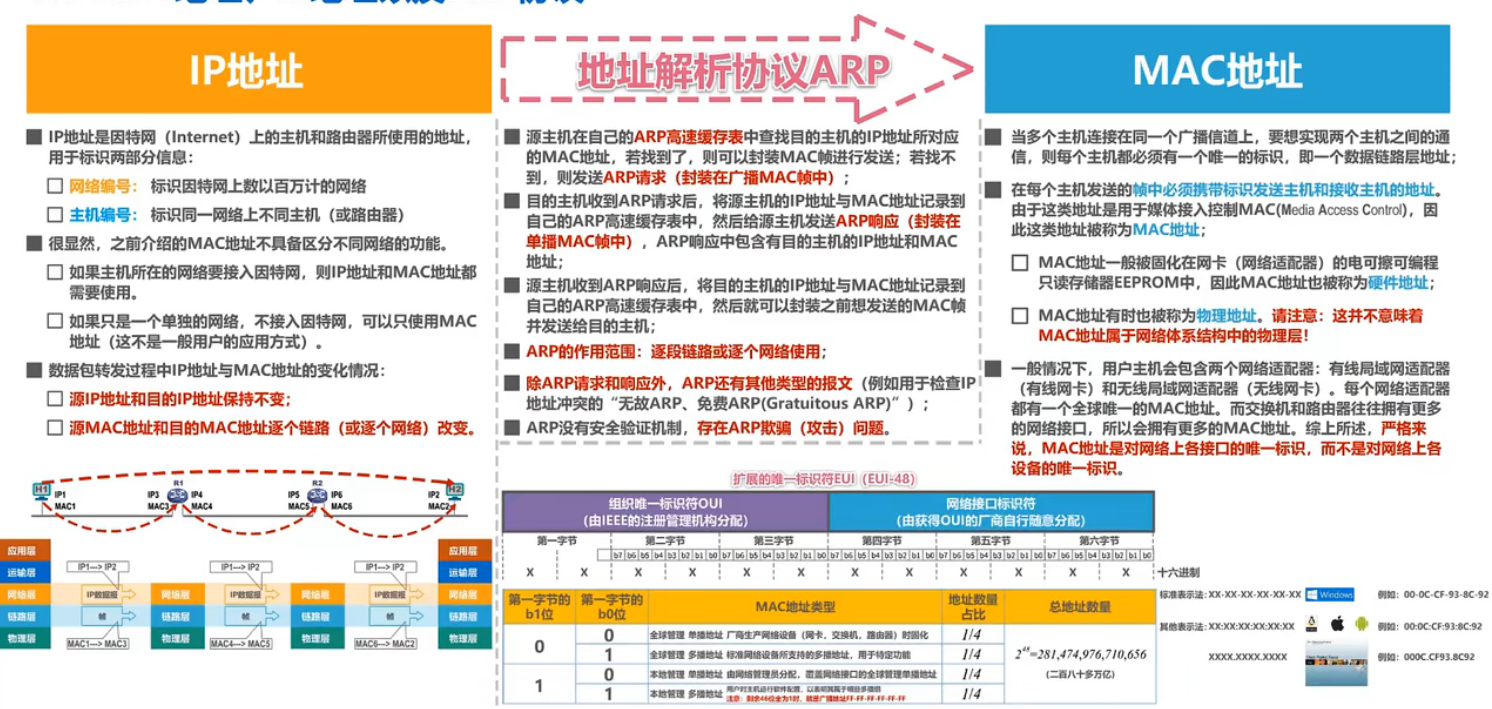 IP地址
IP地址是因特网（Internet）上的主机和路由器所使用的地址，
用于标识两部分信息：
网络编号： 标识因特网上数以百万计的网络
主机编号： 标识同一网络上不同主机（或路由器）
很显然，之前介绍的MAC地址不具备区分不同网络的功能。
如果主机所在的网络要接入因特网，则IP地址和MAC地址都
需要使用。
如果只是一个单独的网络，不接入因特网，可以只使用MAC
地址（这不是一般用户的应用方式）。
数据包转发过程中IP地址与MAC地址的变化情况：
源IP地址和目的IP地址保持不变；
源MAC地址和目的MAC地址逐个链路（或逐个网络）改变。
地址解析协议ARP
源主机在自己的ARP高速缓存表中查找目的主机的IP地址所对应
的MAC地址，若找到了，则可以封装MAC帧进行发送；若找不
到，则发送ARP请求（封装在广播MAC帧中）；
目的主机收到ARP请求后，将源主机的IP地址与MAC地址记录到
自己的ARP高速缓存表中，然后给源主机发送ARP响应（封装在
单播MAC帧中），ARP响应中包含有目的主机的IP地址和MAC
地址；
源主机收到ARP响应后，将目的主机的IP地址与MAC地址记录到
自己的ARP高速缓存表中，然后就可以封装之前想发送的MAC帧
并发送给目的主机；
ARP的作用范围：逐段链路或逐个网络使用；
除ARP请求和响应外，ARP还有其他类型的报文（例如用于检查IP
地址冲突的“无故ARP、免费ARP(Gratuitous ARP)”）；
ARP没有安全验证机制，存在ARP欺骗（攻击）问题。
MAC地址
当多个主机连接在同一个广播信道上，要想实现两个主机之间的通
信，则每个主机都必须有一个唯一的标识，即一个数据链路层地址；
在每个主机发送的帧中必须携带标识发送主机和接收主机的地址。
由于这类地址是用于媒体接入控制MAC(Media Access Control)，因
此这类地址被称为MAC地址；
MAC地址一般被固化在网卡（网络适配器）的电可擦可编程
只读存储器EEPROM中，因此MAC地址也被称为硬件地址；
MAC地址有时也被称为物理地址。请注意：这并不意味着
MAC地址属于网络体系结构中的物理层！
一般情况下，用户主机会包含两个网络适配器：有线局域网适配器
（有线网卡）和无线局域网适配器（无线网卡）。每个网络适配器
都有一个全球唯一的MAC地址。而交换机和路由器往往拥有更多
的网络接口，所以会拥有更多的MAC地址。综上所述，严格来
说，MAC地址是对网络上各接口的唯一标识，而不是对网络上各
设备的唯一标识。
H1 IP1 MAC1 IP3 MAC3 R1 IP4 MAC4 IP5 MAC5 R2 IP6 MAC6 IP2 MAC2 H2
应用层 应用层
运输层 IP1---> IP2 IP1---> IP2 IP1---> IP2 运输层
网络层 IP数据报 网络层 IP数据报 网络层 IP数据报 网络层
链路层 帧 链路层 帧 链路层 帧 链路层
物理层 MAC1---> MAC3 物理层 MAC4---> MAC5 物理层 MAC6---> MAC2 物理层
扩展的唯一标识符EUI（EUI-48）
组织唯一标识符OUI 网络接口标识符
（由IEEE的注册管理机构分配） （由获得OUI的厂商自行随意分配）
第一字节 第二字节 第三字节 第四字节 第五字节 第六字节
b7 b6 b5 b4 b3 b2 b1 b0 b7 b6 b5 b4 b3 b2 b1 b0 b7 b6 b5 b4 b3 b2 b1 b0 b7 b6 b5 b4 b3 b2 b1 b0 b7 b6 b5 b4 b3 b2 b1 b0
X X X X X X X X X X X X 十六进制
第一字节的b1位 第一字节的b0位 MAC地址类型 地址数量占比 总地址数量
0 0 全球管理 单播地址 厂商生产网络设备（网卡，交换机，路由器）时固化 1/4
1 全球管理 多播地址 标准网络设备所支持的多播地址，用于特定功能 1/4
2⁴⁸=281,474,976,710,656
（二百八十多万亿）
1 0 本地管理 单播地址 由网络管理员分配，覆盖网络接口的全球管理单播地址 1/4
1 本地管理 多播地址 用户对主机进行软件配置，以表明其属于哪些多播组 1/4
注意：剩余46位全为1时，就是广播地址FF-FF-FF-FF-FF-FF
标准表示法: XX-XX-XX-XX-XX-XX Windows 例如：00-0C-CF-93-8C-92
其他表示法: XX:XX:XX:XX:XX:XX 例如：00:0C:CF:93:8C:92
XXXX.XXXX.XXXX 例如：000C.CF93.8C92